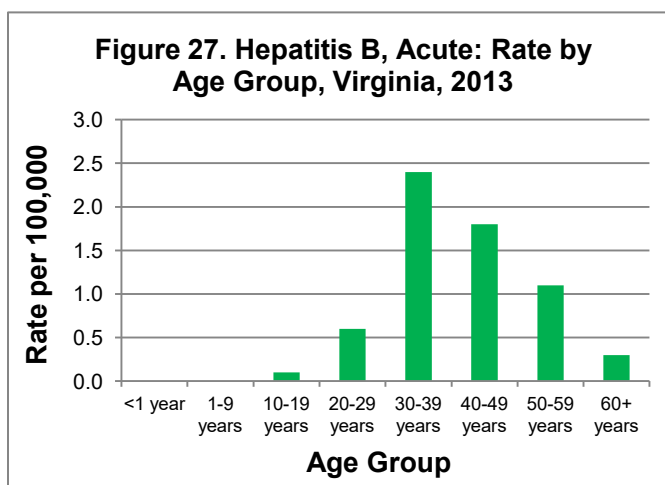 Figure 27. Hepatitis B, Acute: Rate by
Age Group, Virginia, 2013
Rate per 100,000
3.0
2.5
2.0
1.5
1.0
0.5
0.0
<1 year 1-9 10-19 20-29 30-39 40-49 50-59 60+
years years years years years years years
Age Group